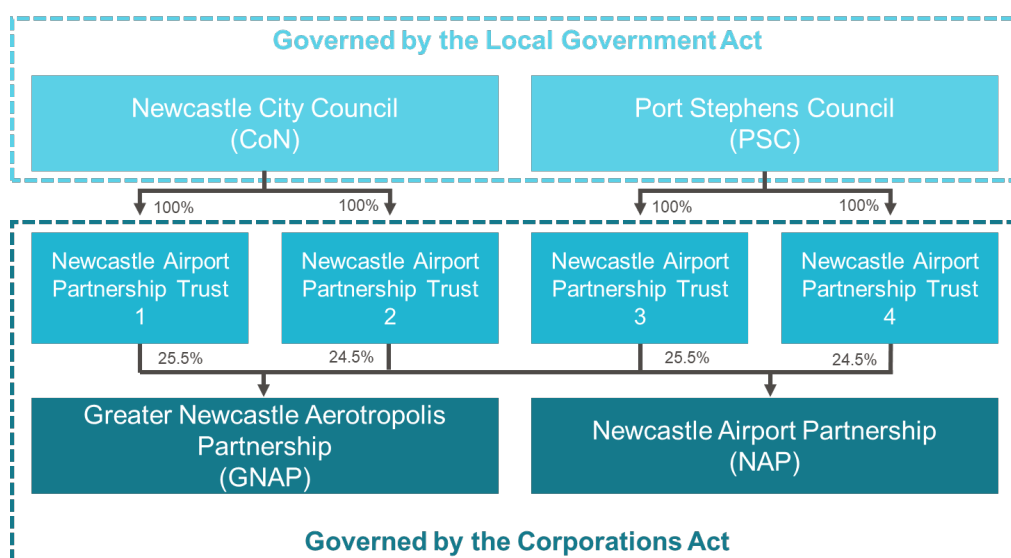 Governed by the Local Government Act
Newcastle City Council
(CoN)
Port Stephens Council
(PSC)
100%
100%
100%
100%
Newcastle Airport
Partnership Trust
1
Newcastle Airport
Partnership Trust
2
Newcastle Airport
Partnership Trust
3
Newcastle Airport
Partnership Trust
4
25.5%
24.5%
25.5%
24.5%
Greater Newcastle Aerotropolis
Partnership
(GNAP)
Newcastle Airport Partnership
(NAP)
Governed by the Corporations Act